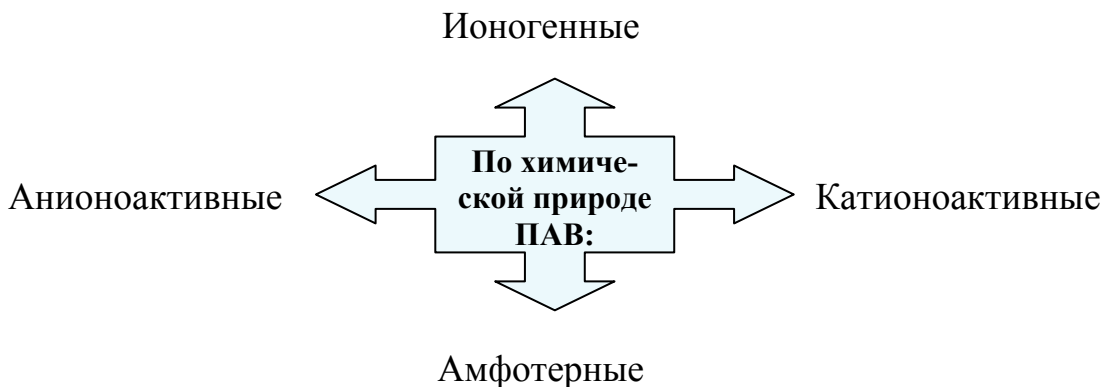 Ионогенные
По химиче-
ской природе
ПАВ:
Анионоактивные
Катионоактивные
Амфотерные